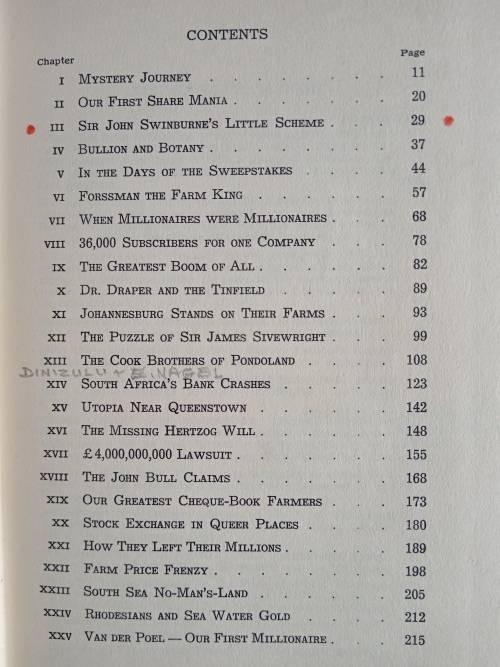 CONTENTS
Chapter Page
I MYSTERY JOURNEY . . . . . . . . 11
II OUR FIRST SHARE MANIA . . . . . . . 20
III SIR JOHN SWINBURNE'S LITTLE SCHEME . . . 29
IV BULLION AND BOTANY . . . . . . . . 37
V IN THE DAYS OF THE SWEEPSTAKES . . . . 44
VI FORSSMAN THE FARM KING . . . . . . 57
VII WHEN MILLIONAIRES WERE MILLIONAIRES . . . 68
VIII 36,000 SUBSCRIBERS FOR ONE COMPANY . . . 78
IX THE GREATEST BOOM OF ALL . . . . . . 82
X DR. DRAPER AND THE TINFIELD . . . . . 89
XI JOHANNESBURG STANDS ON THEIR FARMS . . . 93
XII THE PUZZLE OF SIR JAMES SIVEWRIGHT . . . 99
XIII THE COOK BROTHERS OF PONDOLAND . . . . 108
DINIZULU + E. NAGEL
XIV SOUTH AFRICA'S BANK CRASHES . . . . . 123
XV UTOPIA NEAR QUEENSTOWN . . . . . . 142
XVI THE MISSING HERTZOG WILL . . . . . . 148
XVII £4,000,000,000 LAWSUIT . . . . . . . 155
XVIII THE JOHN BULL CLAIMS . . . . . . . 168
XIX OUR GREATEST CHEQUE-BOOK FARMERS . . . 173
XX STOCK EXCHANGE IN QUEER PLACES . . . . 180
XXI HOW THEY LEFT THEIR MILLIONS . . . . . 189
XXII FARM PRICE FRENZY . . . . . . . . 198
XXIII SOUTH SEA NO-MAN'S-LAND . . . . . . 205
XXIV RHODESIANS AND SEA WATER GOLD . . . . 212
XXV VAN DER POEL — OUR FIRST MILLIONAIRE . . . 215